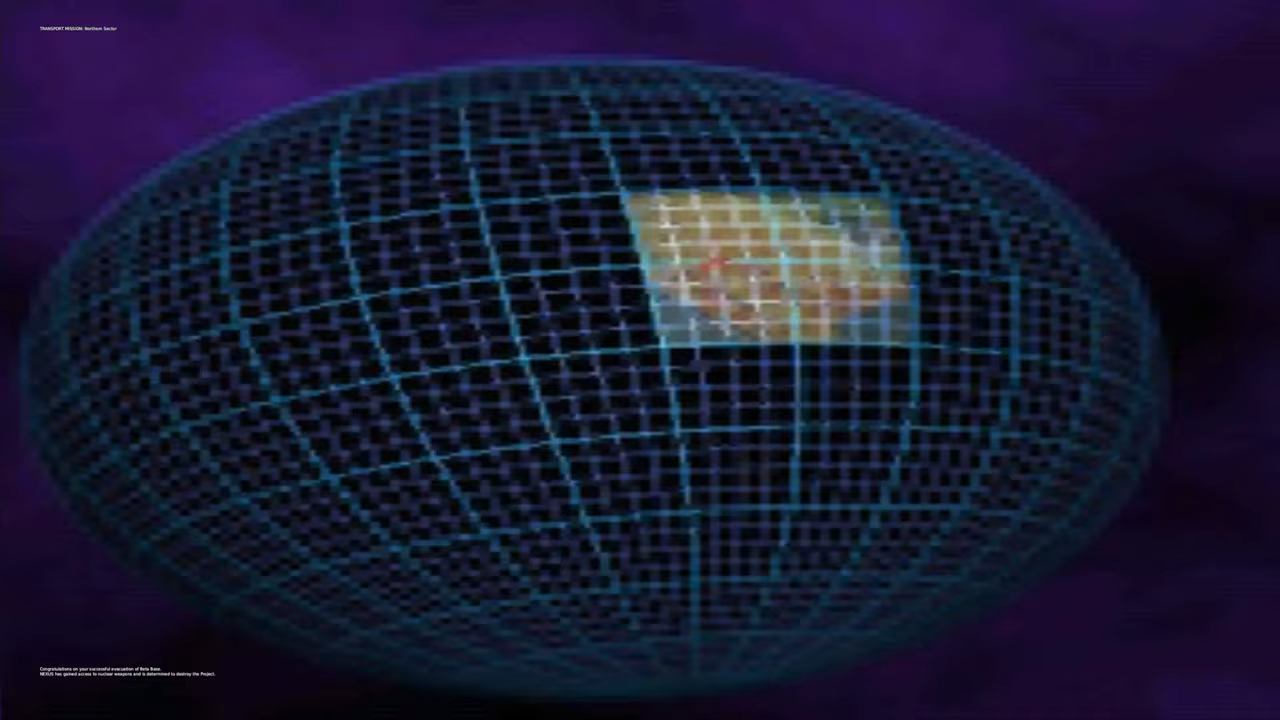 TRANSPORT MISSION: Northern Sector
Congratulations on your successful evacuation of Beta Base.
NEXUS has gained access to nuclear weapons and is determined to destroy the Project.